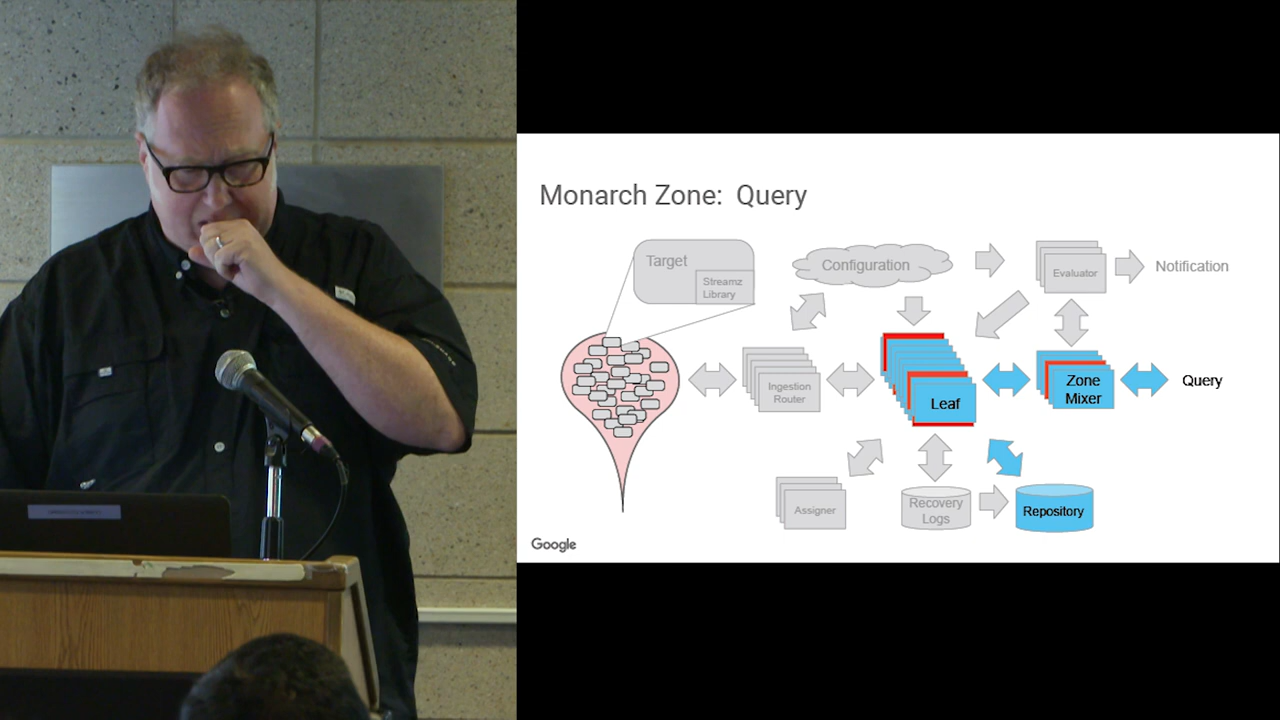 Monarch Zone:  Query
Target
Streamz
Library
Configuration
Evaluator
Notification
Ingestion
Router
Leaf
Zone
Mixer
Query
Assigner
Recovery
Logs
Repository
Google